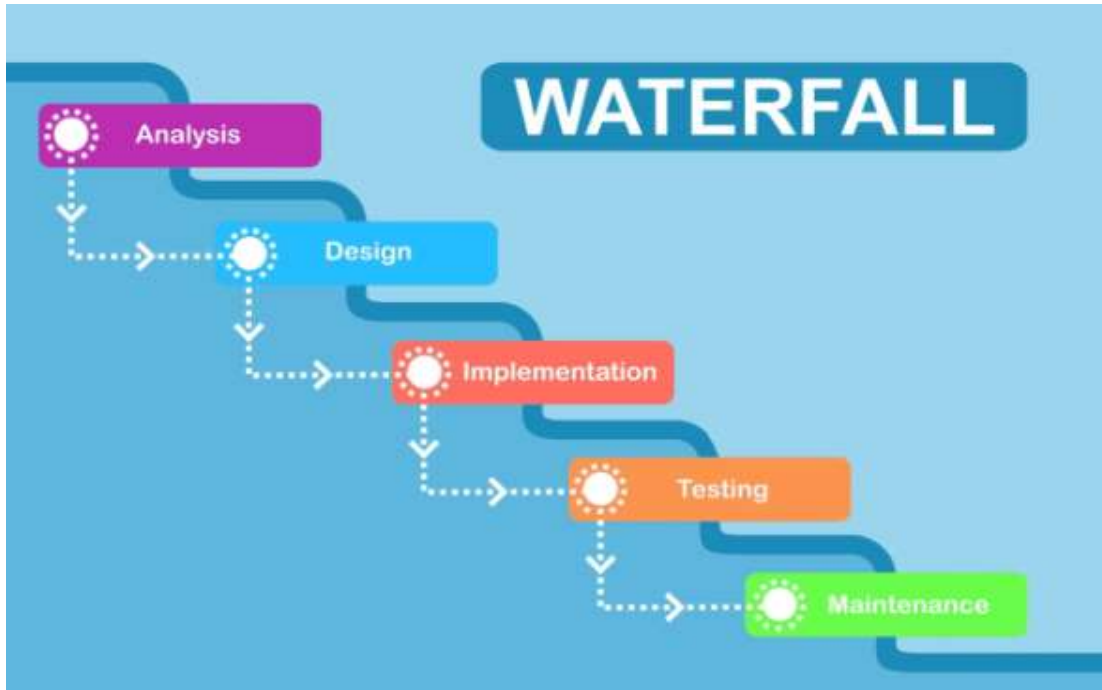 WATERFALL
Analysis
Design
Implementation
Testing
Maintenance